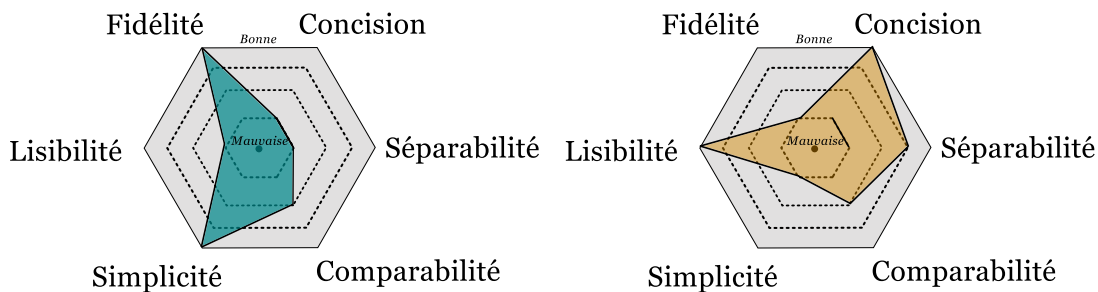 Fidélité
Concision
Bonne
Mauvaise
Lisibilité
Séparabilité
Simplicité
Comparabilité
Fidélité
Concision
Bonne
Mauvaise
Lisibilité
Séparabilité
Simplicité
Comparabilité